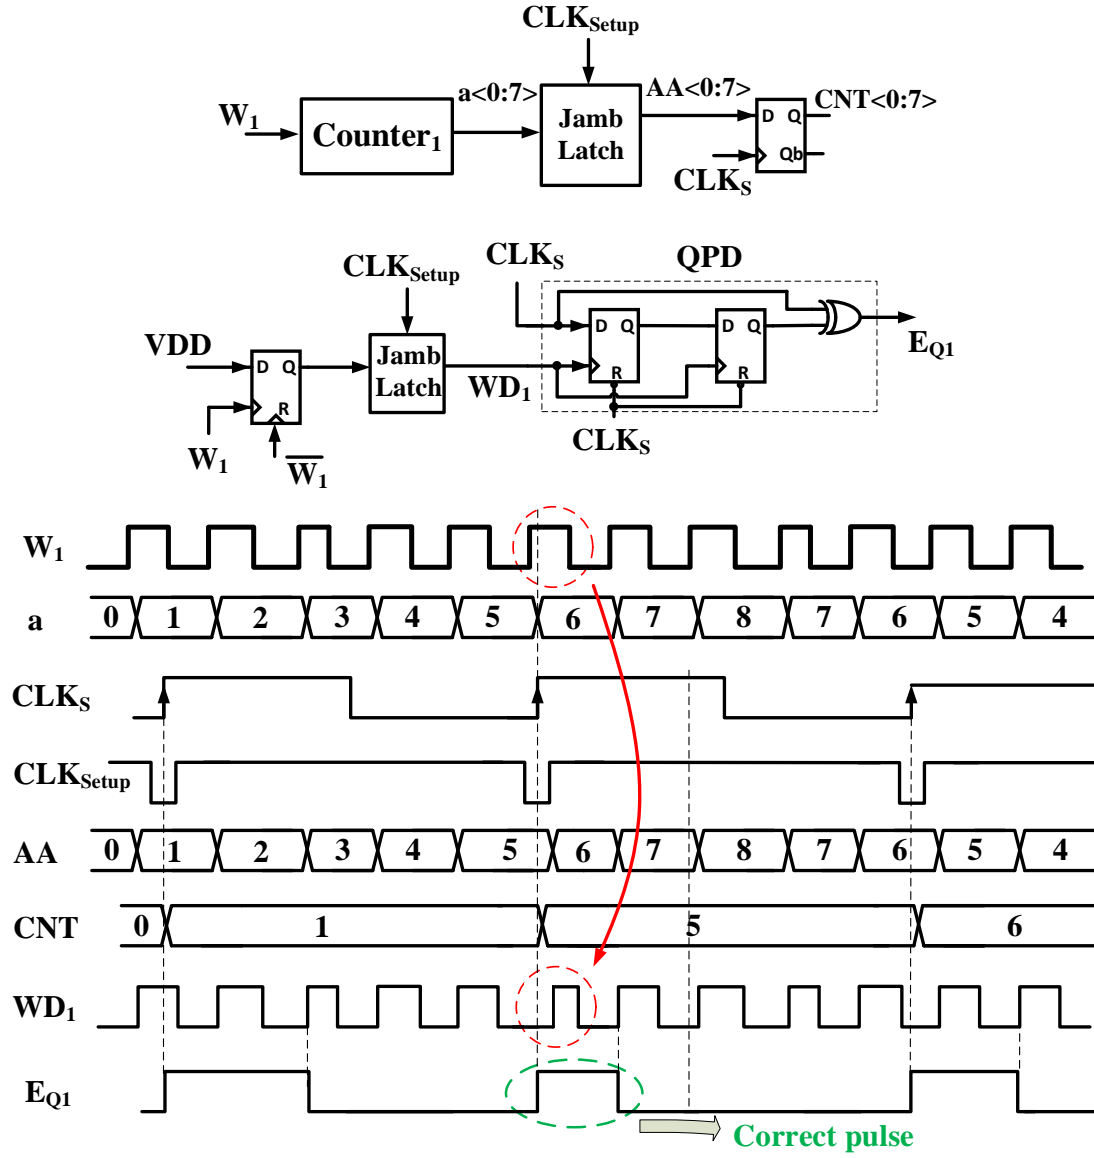 CLKSetup
a<0:7>
AA<0:7>
CNT<0:7>
W1
Counter1
Jamb
Latch
D
Q
Qb
CLKS
CLKS
QPD
CLKSetup
VDD
D
Q
R
W1
W1
Jamb
Latch
WD1
D
Q
R
D
Q
R
CLKS
EQ1
W1
a 0 1 2 3 4 5 6 7 8 7 6 5 4
CLKS
CLKSetup
AA 0 1 2 3 4 5 6 7 8 7 6 5 4
CNT 0 1 5 6
WD1
EQ1
Correct pulse